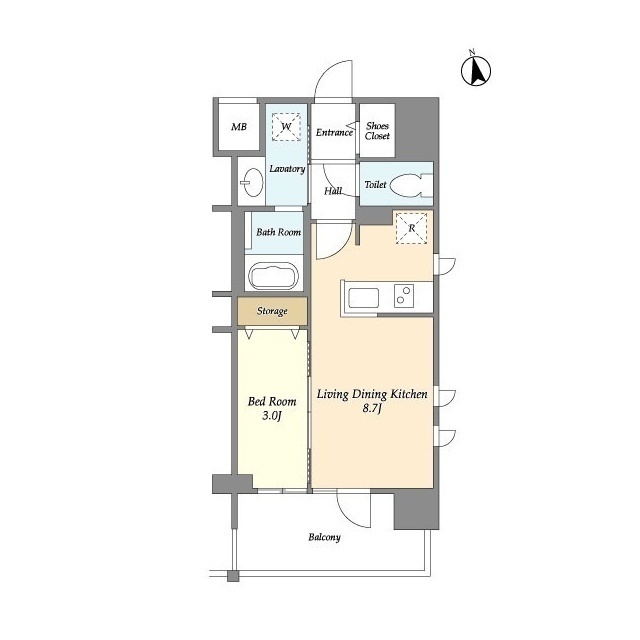 N
MB
W
Entrance
Shoes
Closet
Lavatory
Hall
Toilet
Bath Room
R
Storage
Bed Room
3.0J
Living Dining Kitchen
8.7J
Balcony